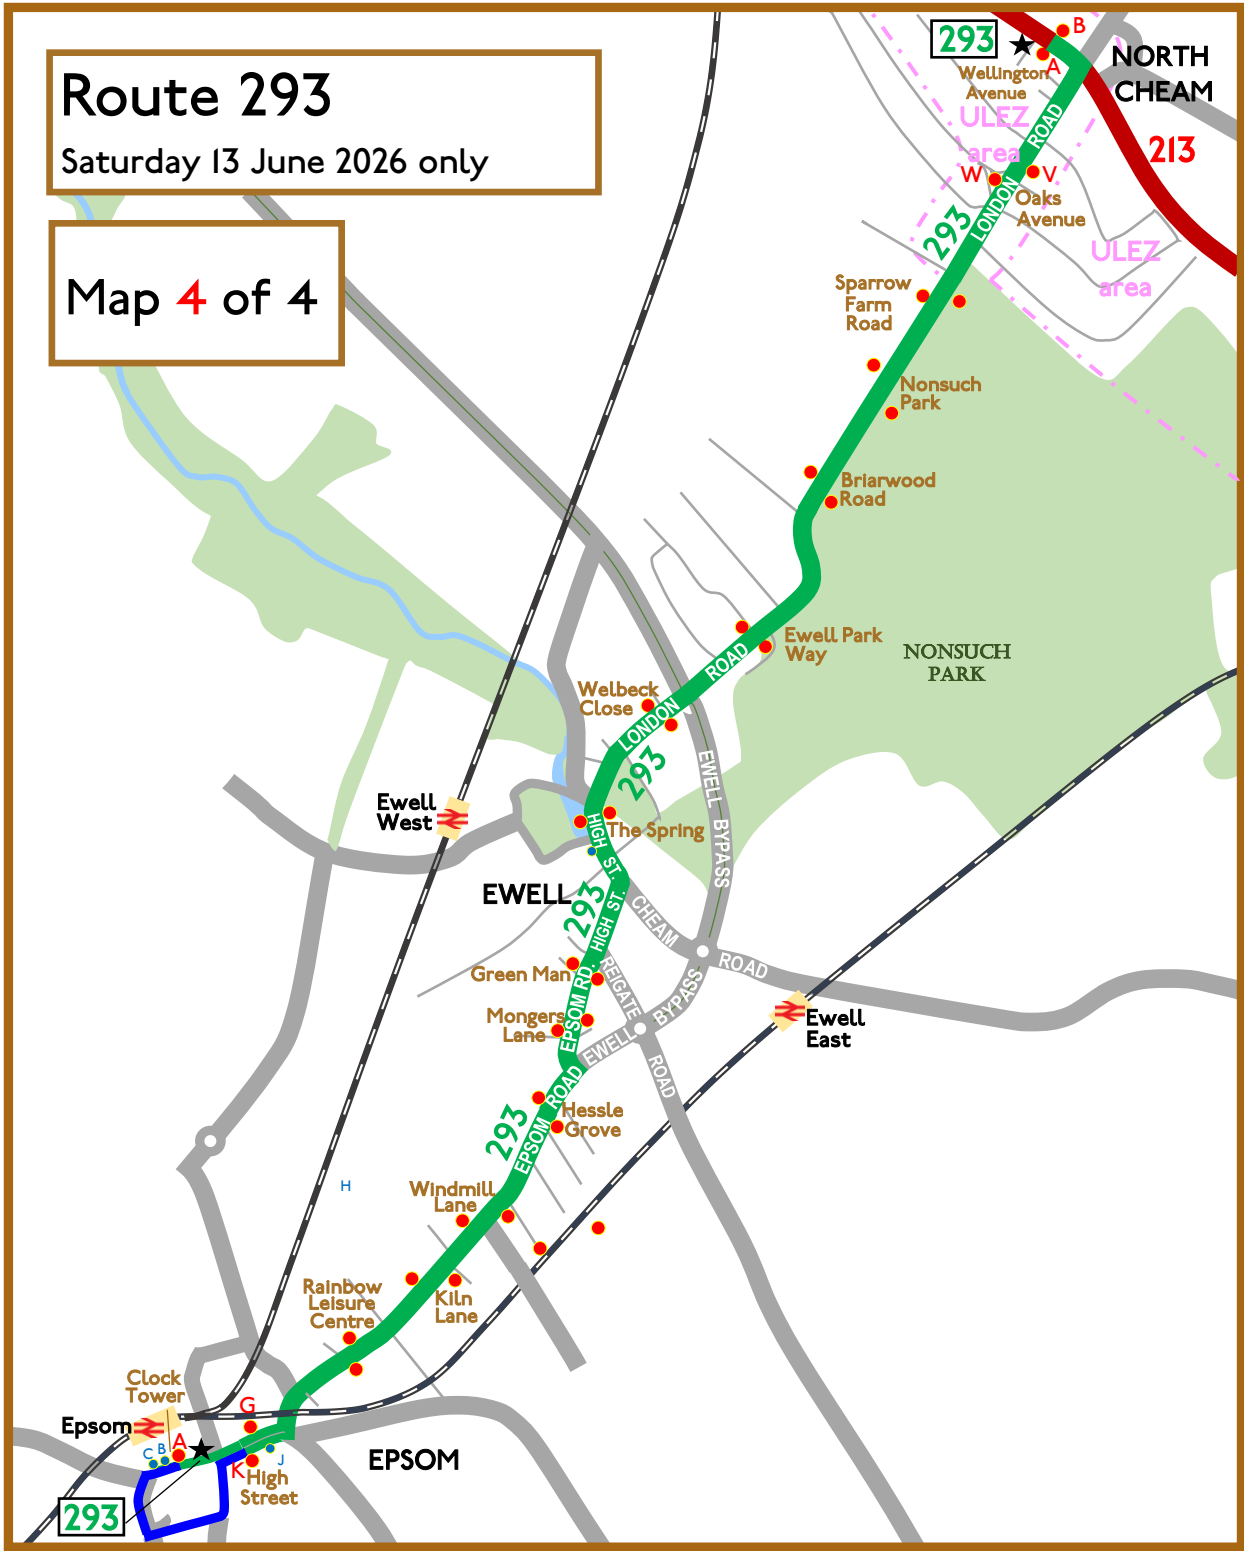 Route 293
Saturday 13 June 2026 only
Map 4 of 4
293
B
A
Wellington
Avenue
NORTH
CHEAM
ULEZ
area
ROAD
213
W
V
LONDON
Oaks
Avenue
293
ULEZ
area
Sparrow
Farm
Road
Nonsuch
Park
Briarwood
Road
Ewell Park
Way
NONSUCH
PARK
ROAD
Welbeck
Close
LONDON
293
EWELL BYPASS
Ewell
West
HIGH ST.
The Spring
EWELL
293
HIGH ST.
CHEAM
ROAD
Green Man
REIGATE
BYPASS
EPSOM RD.
Mongers
Lane
Ewell
East
EWELL
ROAD
ROAD
Hessle
Grove
293
EPSOM
H
Windmill
Lane
Rainbow
Leisure
Centre
Kiln
Lane
Clock
Tower
Epsom
G
C
B
A
J
K
High
Street
EPSOM
293